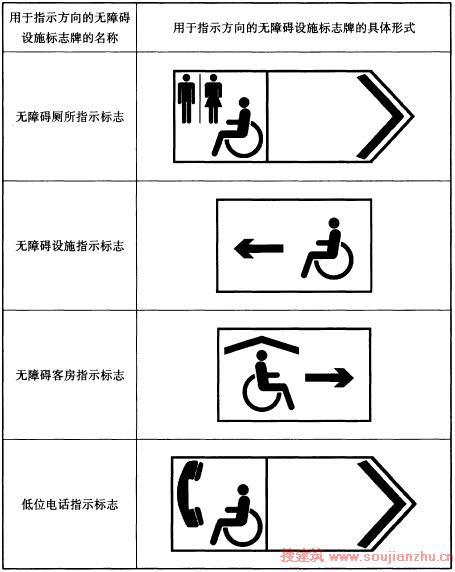 用于指示方向的无障碍
设施标志牌的名称
用于指示方向的无障碍设施标志牌的具体形式
无障碍厕所指示标志
无障碍设施指示标志
无障碍客房指示标志
低位电话指示标志
搜建筑 www.soujianzhu.cn